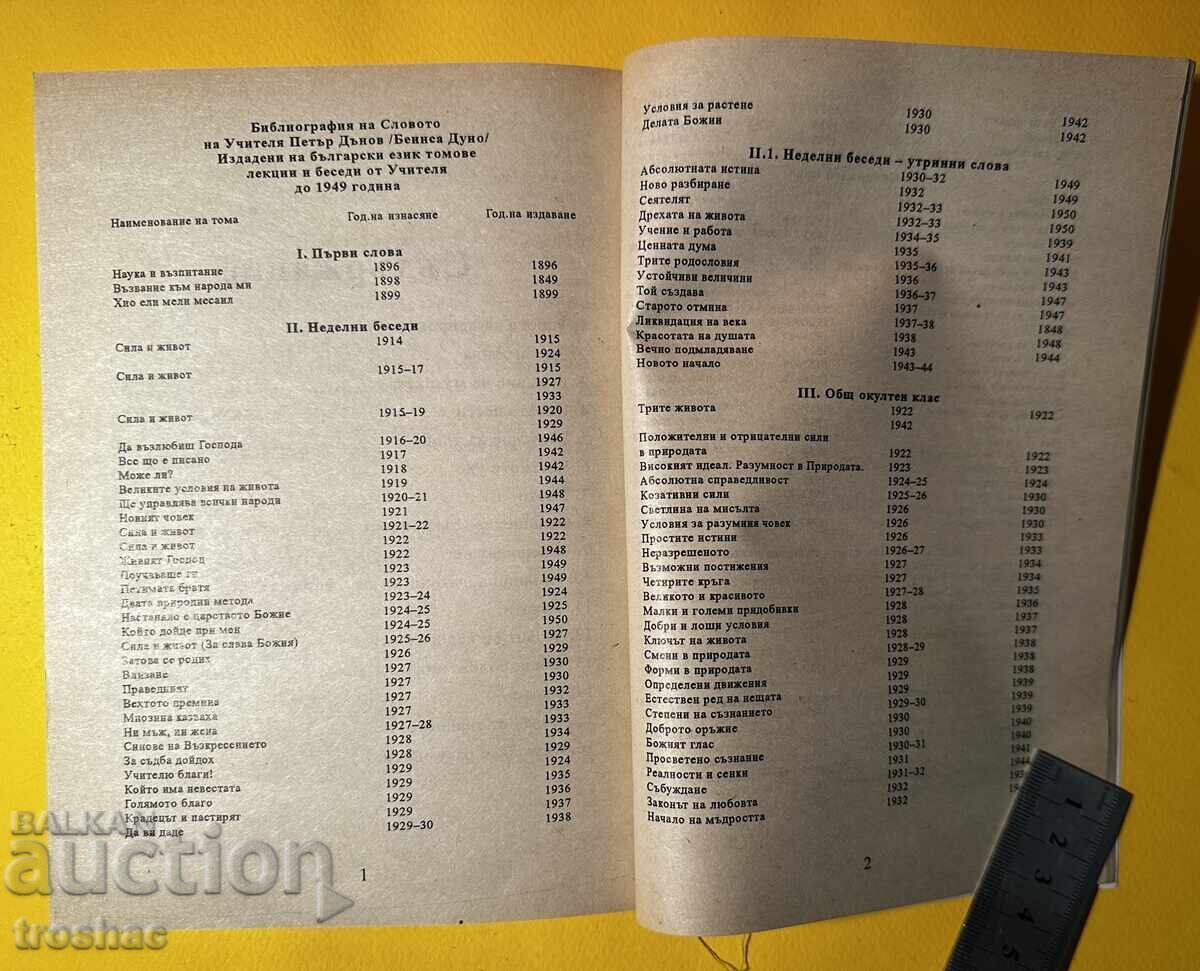 Библиография на Словото
на Учителя Петър Дънов /Беинса Дуно/
Издадени на български език томове
лекции и беседи от Учителя
до 1949 година
Наименование на тома Год.на изнасяне Год.на издаване
I. Първи слова
Наука и възпитание 1896 1896
Възвание към народа ми 1898 1849
Хио ели мели месаил 1899 1899
II. Неделни беседи
Сила и живот 1914 1915
1924
Сила и живот 1915-17 1915
1927
1933
Сила и живот 1915-19 1920
1929
Да възлюбиш Господа 1916-20 1946
Все що е писано 1917 1942
Може ли? 1918 1942
Великите условия на живота 1919 1944
Ще управлява всички народи 1920-21 1948
Новият човек 1921 1947
Сила и живот 1921-22 1922
Сила и живот 1922 1922
Живият Господ 1922 1948
Поучаваше ги 1923 1949
Петимата братя 1923 1949
Двата природни метода 1923-24 1924
Настанало е царството Божие 1924-25 1925
Който дойде при мен 1924-25 1950
Сила и живот (За слава Божия) 1925-26 1927
Затова се родих 1926 1929
Влизане 1927 1930
Праведният 1927 1930
Вехтото премина 1927 1932
Мнозина казваха 1927-28 1933
Ни мъж, ни жена 1928 1933
Синове на Възкресението 1928 1934
За съдба дойдох 1929 1929
Учителю благи! 1929 1924
Който има невестата 1929 1935
Голямото благо 1929 1936
Крадецът и пастирят 1929-30 1937
Да ви даде 1938
1
Условия за растене 1930 1942
Делата Божии 1930 1942
II.1. Неделни беседи – утринни слова
Абсолютната истина 1930-32 1949
Ново разбиране 1932 1949
Сеятелят 1932-33 1950
Дрехата на живота 1932-33 1950
Учение и работа 1934-35 1939
Ценната дума 1935 1941
Трите родословия 1935-36 1943
Устойчиви величини 1936 1943
Той създава 1936-37 1947
Старото отмина 1937 1947
Ликвидация на века 1937-38 1848
Красотата на душата 1938 1948
Вечно подмладяване 1943 1944
Новото начало 1943-44
III. Общ окултен клас
Трите живота 1922 1922
1942
Положителни и отрицателни сили
в природата 1922 1922
Високият идеал. Разумност в Природата. 1923 1923
Абсолютна справедливост 1924-25 1924
Козативни сили 1925-26 1930
Светлина на мисълта 1926 1930
Условия за разумния човек 1926 1930
Простите истини 1926 1933
Неразрешеното 1926-27 1933
Възможни постижения 1927 1934
Четирите кръга 1927 1934
Великото и красивото 1927-28 1935
Малки и големи придобивки 1928 1936
Добри и лощи условия 1928 1937
Ключът на живота 1928 1937
Смени в природата 1928-29 1938
Форми в природата 1929 1938
Определени движения 1929 1939
Естествен ред на нещата 1929-30 1939
Степени на съзнанието 1930 1939
Доброто оръжие 1930 1940
Божият глас 1930-31 1940
Просветено съзнание 1931 1941
Реалности и сенки 1931-32 1944
Събуждане 1932
Законът на любовта 1932
Начало на мъдростта
2
1 2 3 4 5
BALKAN
auction
troshac